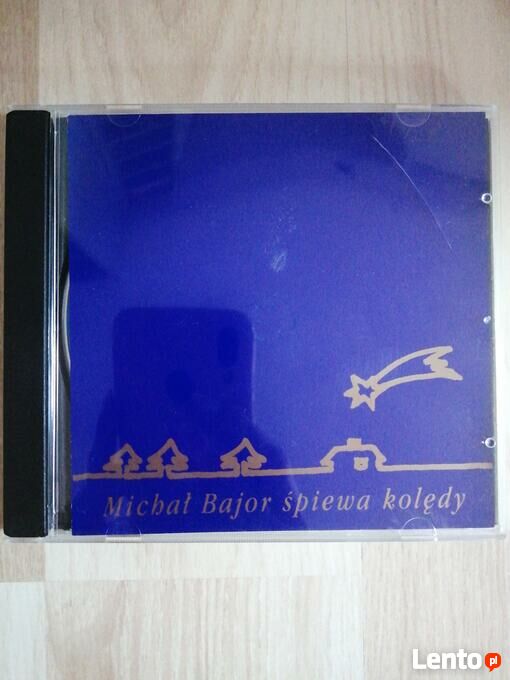 Michał Bajor śpiewa kolędy
Lento pl